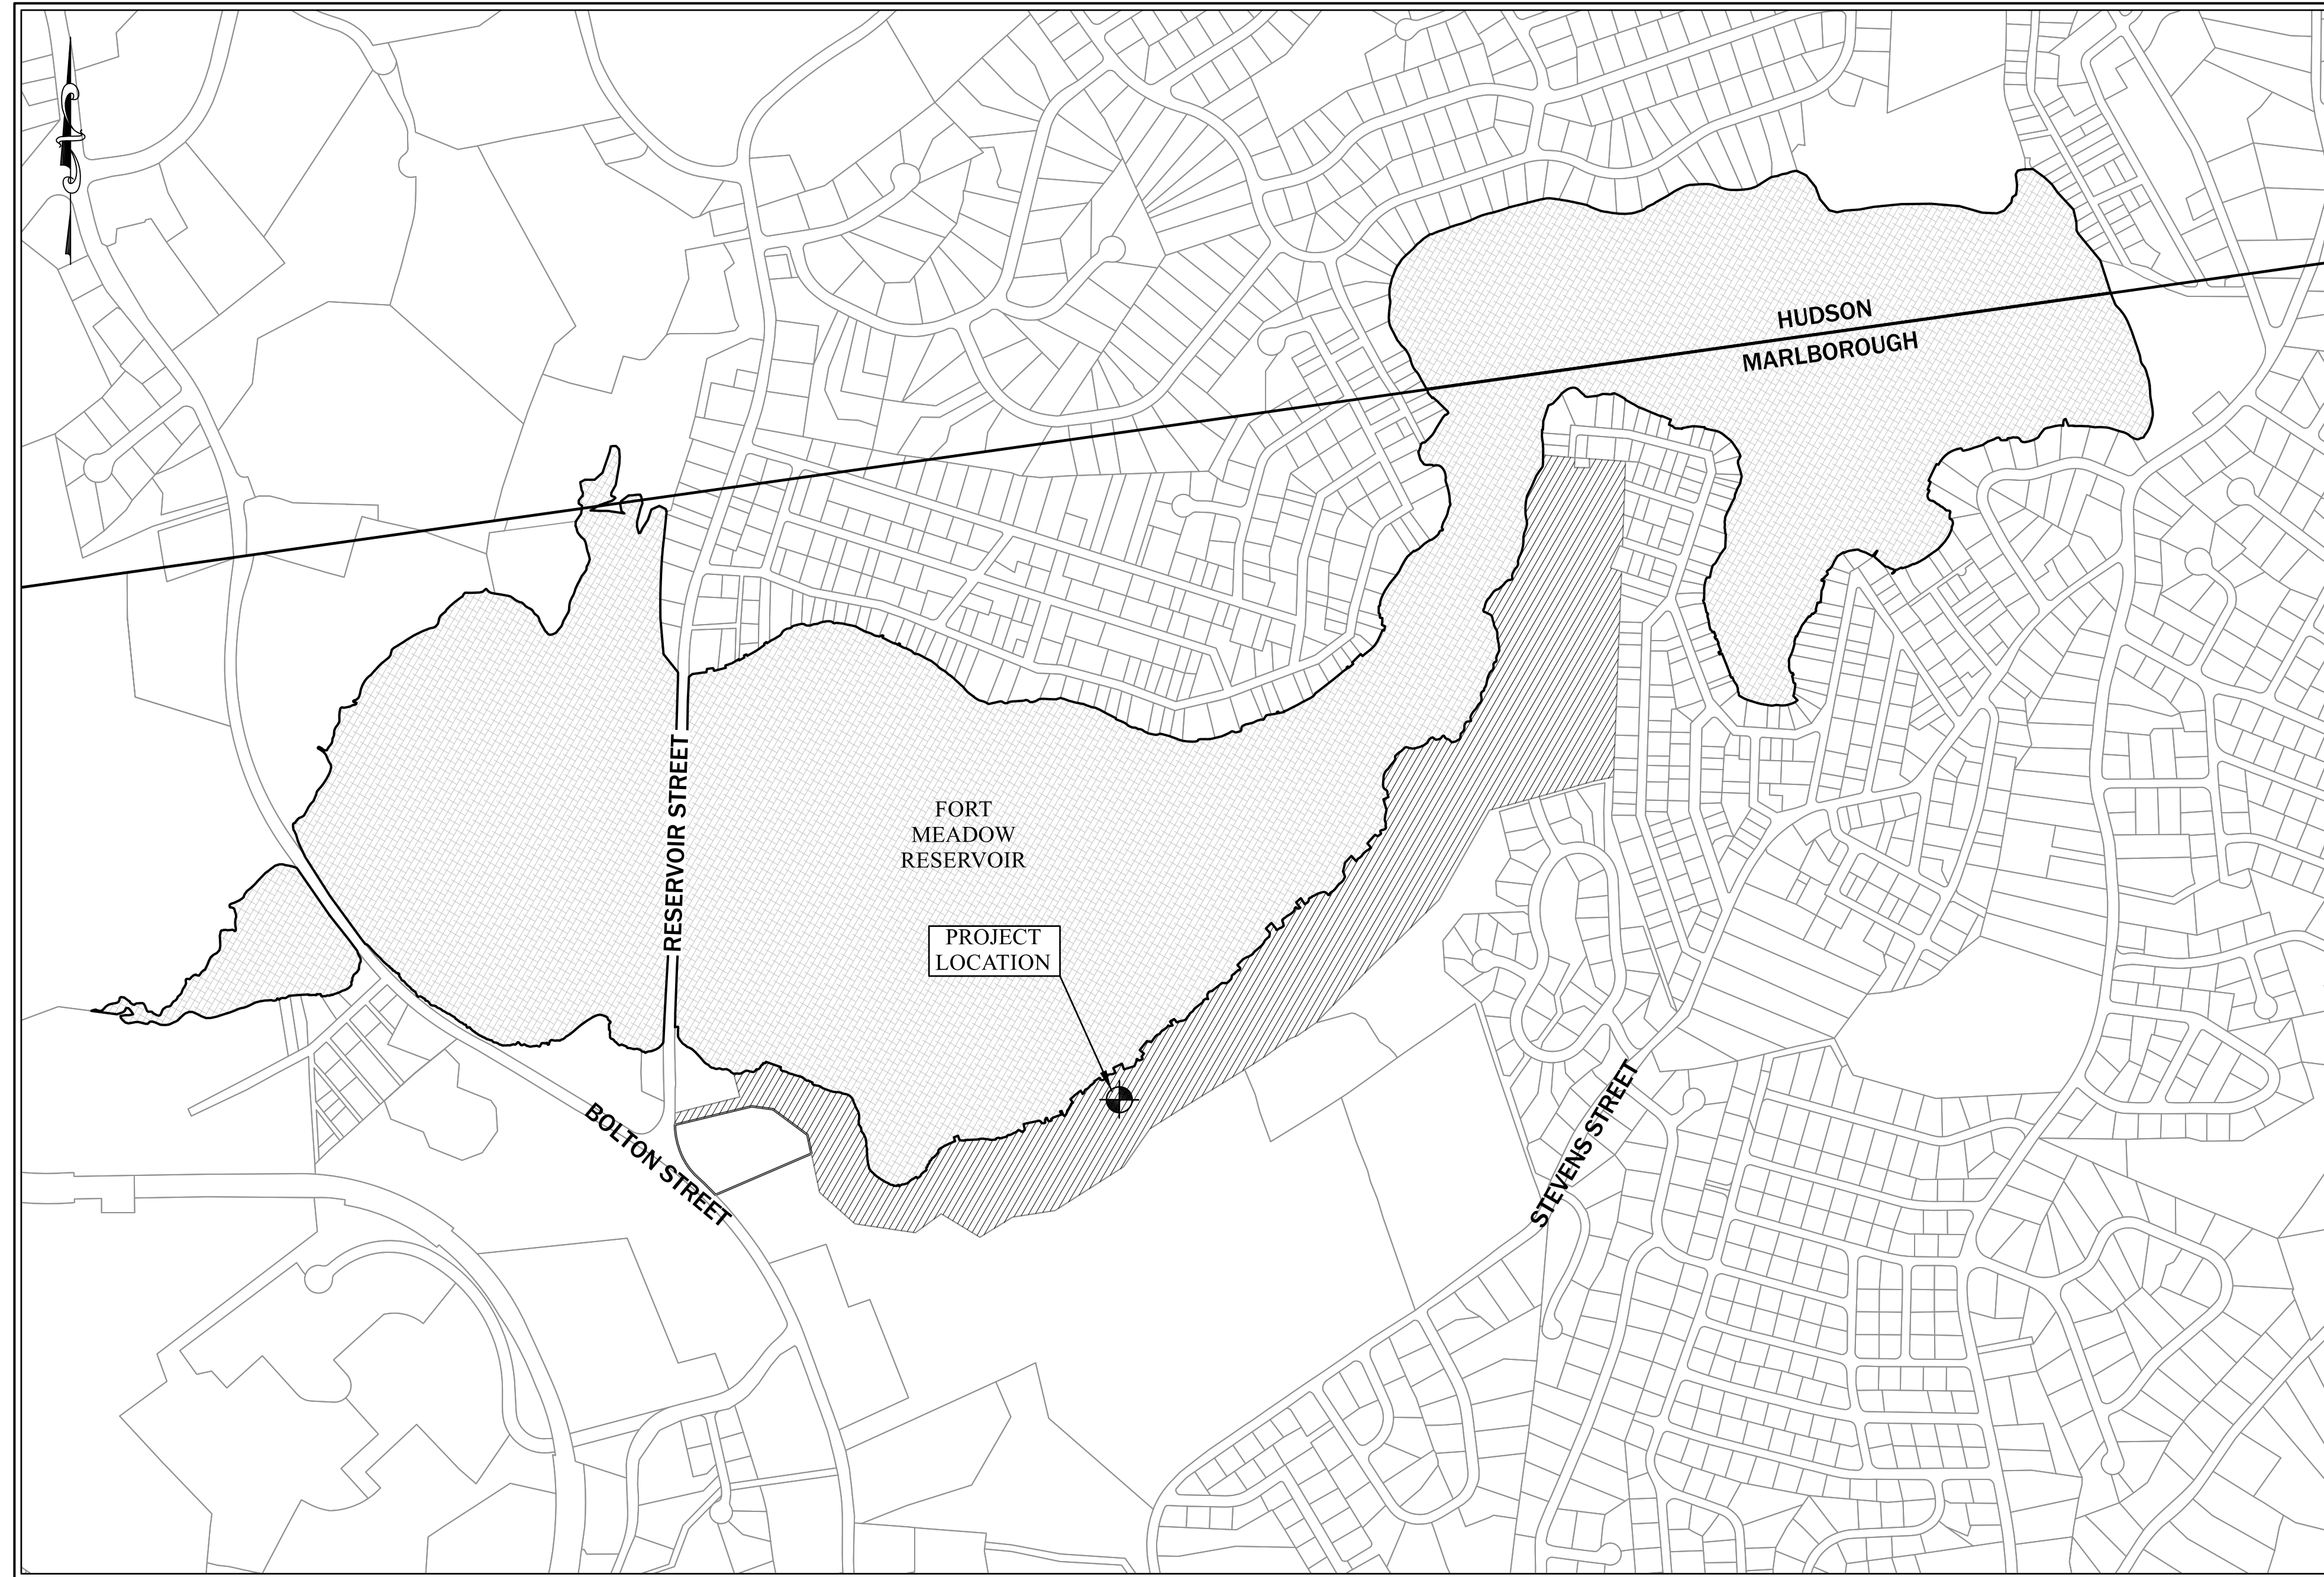 HUDSON
MARLBOROUGH
RESERVOIR STREET
FORT
MEADOW
RESERVOIR
PROJECT
LOCATION
BOLTON STREET
STEVENS STREET